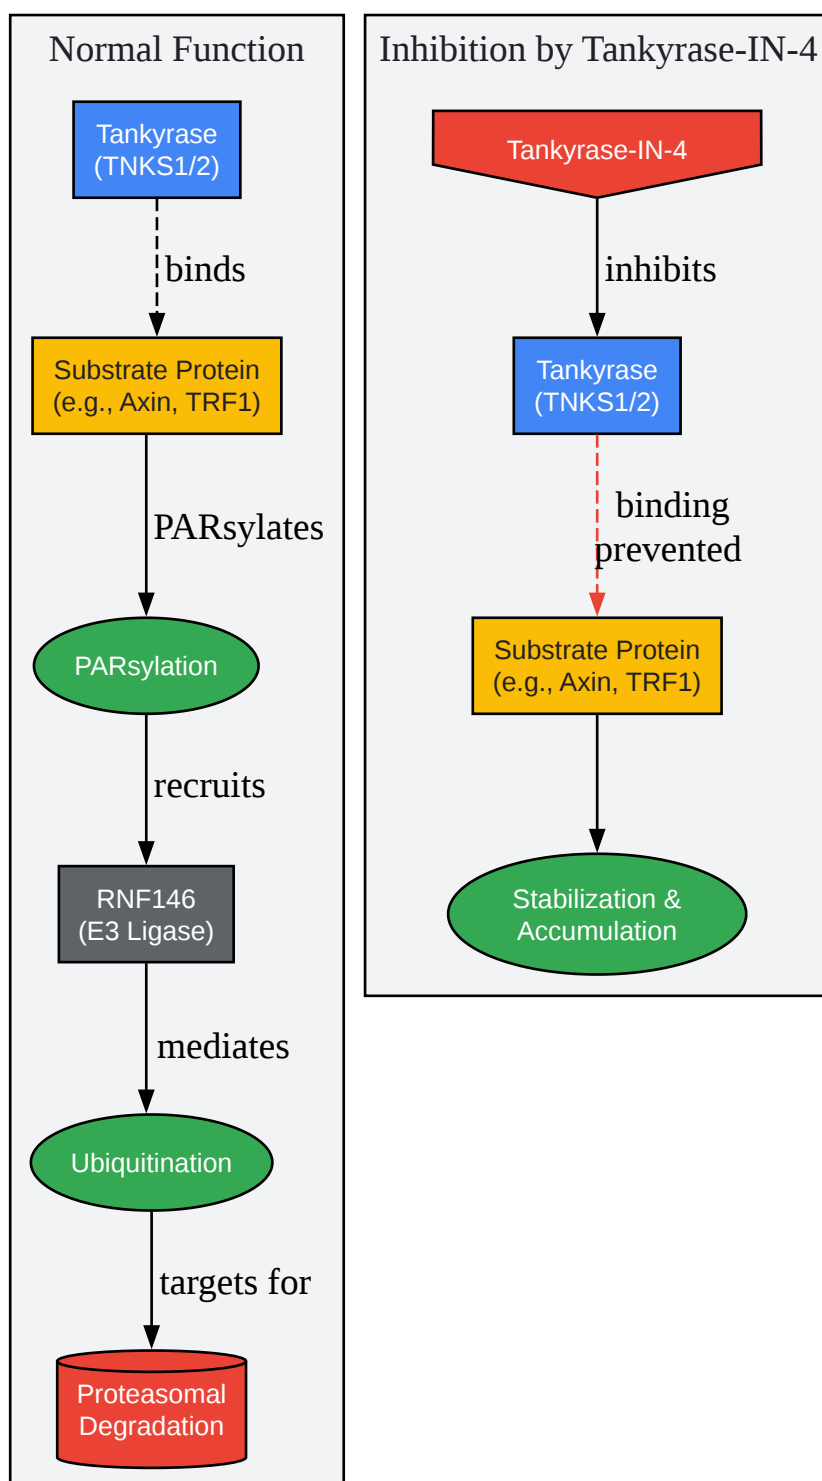 Normal Function
Tankyrase
(TNKS1/2)
binds
Substrate Protein
(e.g., Axin, TRF1)
PARsylates
PARsylation
recruits
RNF146
(E3 Ligase)
mediates
Ubiquitination
targets for
Proteasomal
Degradation
Inhibition by Tankyrase-IN-4
Tankyrase-IN-4
inhibits
Tankyrase
(TNKS1/2)
binding
prevented
Substrate Protein
(e.g., Axin, TRF1)
Stabilization &
Accumulation